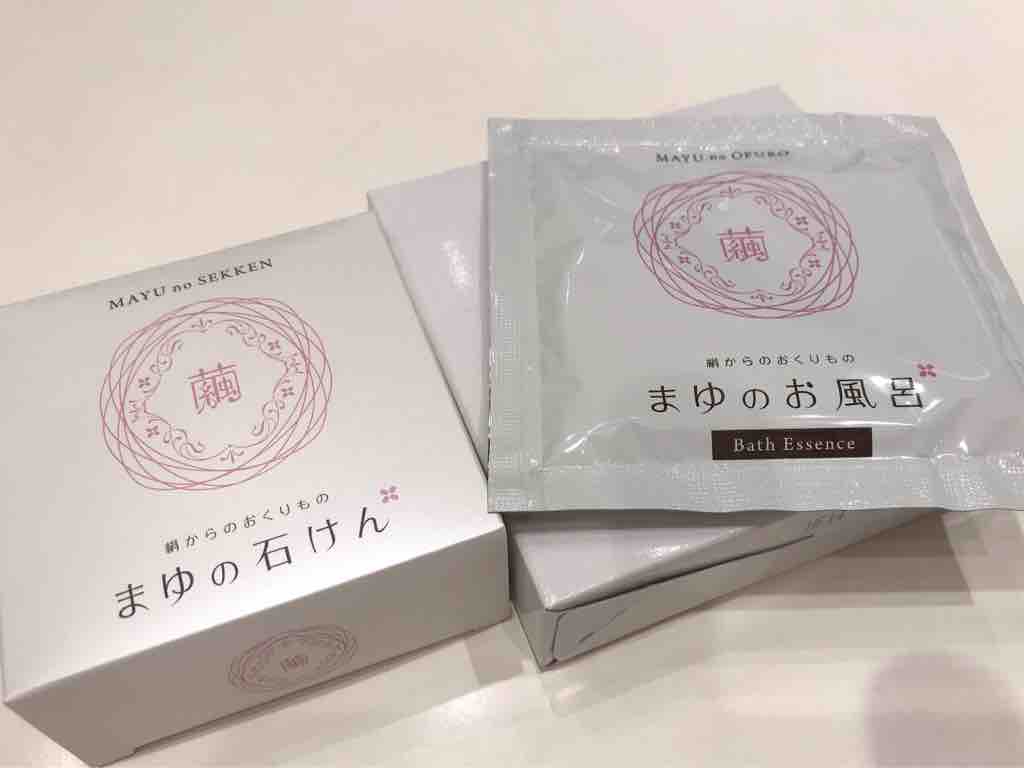 MAYU no SEKKEN
繭
絹からのおくりもの
まゆの石けん
繭
MAYU no OFURO
繭
絹からのおくりもの
まゆのお風呂
Bath Essence